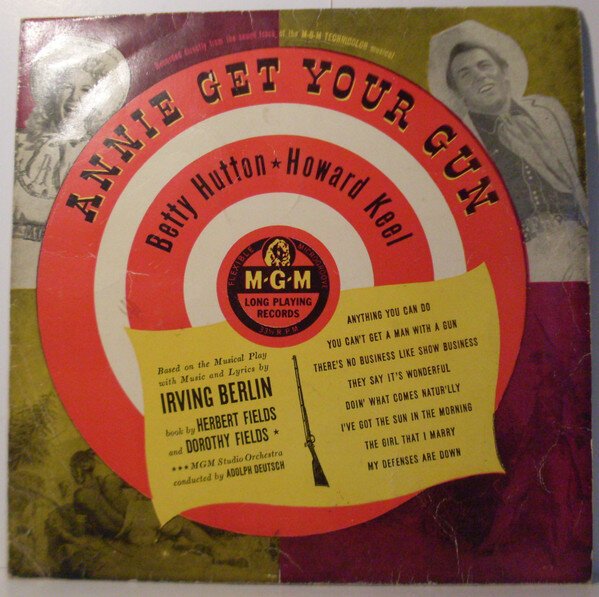 Recorded directly from the sound track of the M-G-M TECHNICOLOR musical
ANNIE GET YOUR GUN
Betty Hutton ★ Howard Keel
FLEXIBLE MICROGROOVE
M-G-M
LONG PLAYING
RECORDS
33⅓ R.P.M
Based on the Musical Play
with Music and Lyrics by
IRVING BERLIN
book by HERBERT FIELDS
and DOROTHY FIELDS ★
★★★ MGM Studio Orchestra
conducted by ADOLPH DEUTSCH
ANYTHING YOU CAN DO
YOU CAN'T GET A MAN WITH A GUN
THERE'S NO BUSINESS LIKE SHOW BUSINESS
THEY SAY IT'S WONDERFUL
DOIN' WHAT COMES NATUR'LLY
I'VE GOT THE SUN IN THE MORNING
THE GIRL THAT I MARRY
MY DEFENSES ARE DOWN